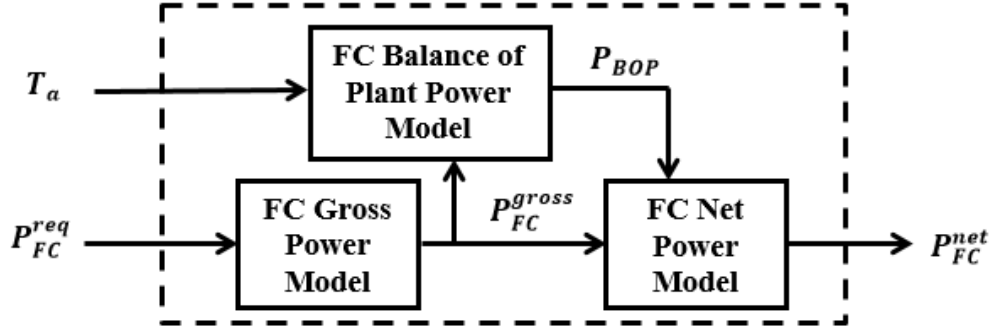 FC Balance of
Plant Power
Model
P_BOP
T_a
FC Gross
Power
Model
P_FC^gross
FC Net
Power
Model
P_FC^req
P_FC^net